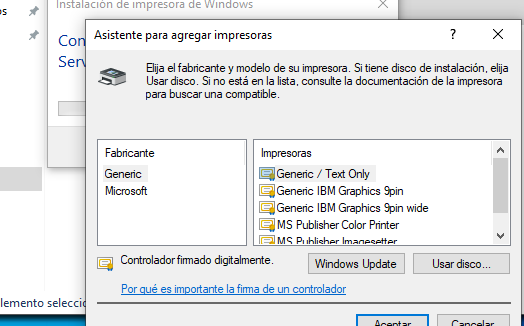 Instalación de impresora de Windows
Asistente para agregar impresoras
Elija el fabricante y modelo de su impresora. Si tiene disco de instalación, elija
Usar disco. Si no está en la lista, consulte la documentación de la impresora
para buscar una compatible.
Fabricante
Generic
Microsoft
Impresoras
Generic / Text Only
Generic IBM Graphics 9pin
Generic IBM Graphics 9pin wide
MS Publisher Color Printer
MS Publisher Imagesetter
Controlador firmado digitalmente.
Windows Update
Usar disco...
Por qué es importante la firma de un controlador
Aceptar
Cancelar